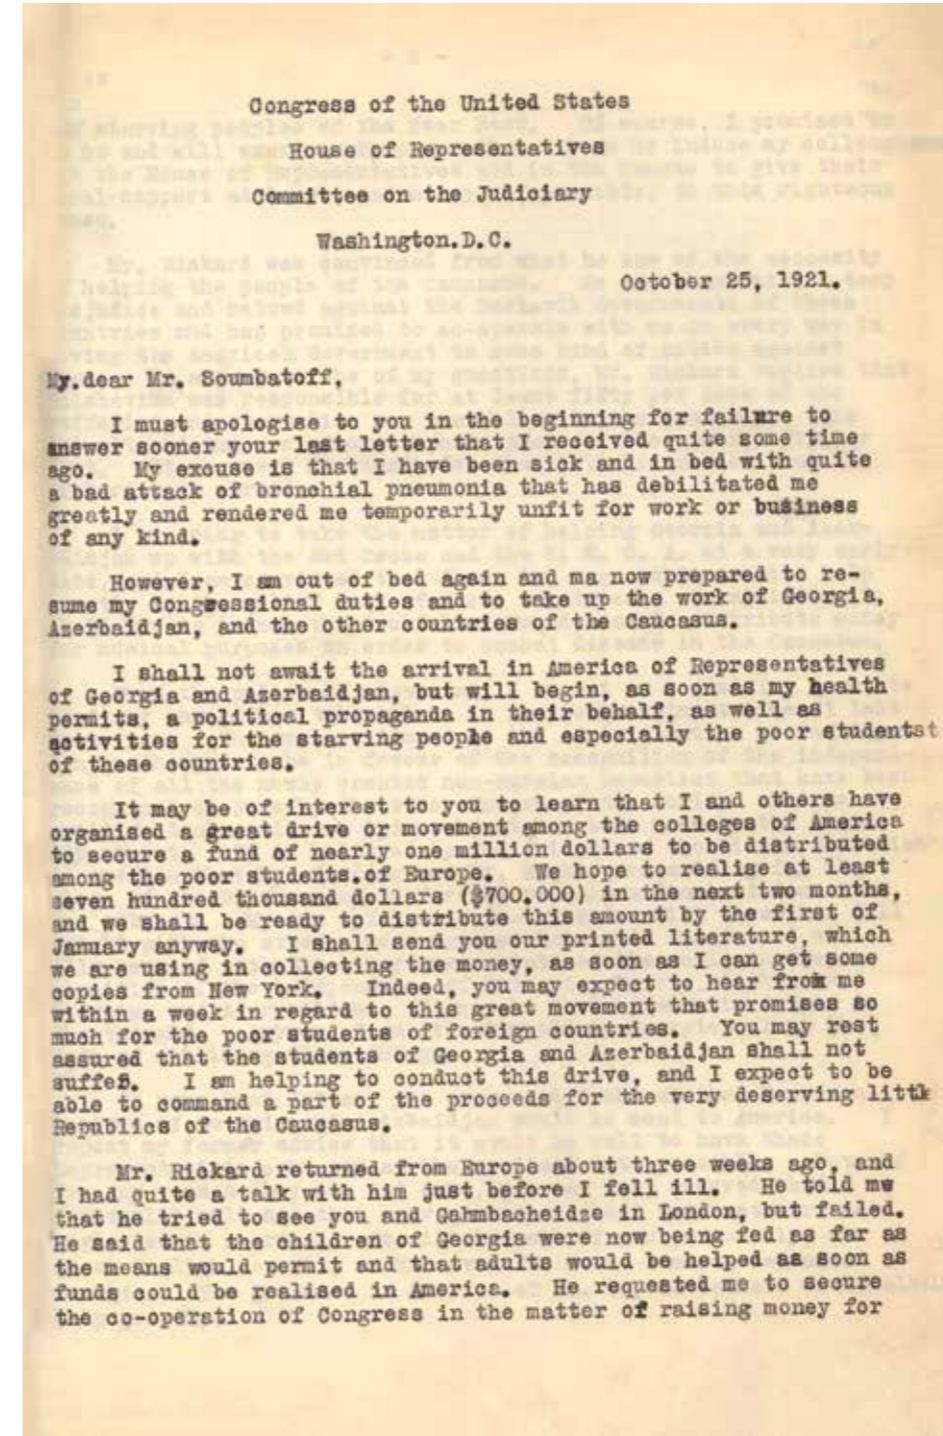 Congress of the United States
House of Representatives
Committee on the Judiciary
Washington.D.C.
October 25, 1921.
My.dear Mr. Soumbatoff,
I must apologise to you in the beginning for failure to
answer sooner your last letter that I received quite some time
ago. My excuse is that I have been sick and in bed with quite
a bad attack of bronchial pneumonia that has debilitated me
greatly and rendered me temporarily unfit for work or business
of any kind.
However, I am out of bed again and ma now prepared to re-
sume my Congressional duties and to take up the work of Georgia,
Azerbaidjan, and the other countries of the Caucasus.
I shall not await the arrival in America of Representatives
of Georgia and Aserbaidjan, but will begin, as soon as my health
permits, a political propaganda in their behalf, as well as
activities for the starving people and especially the poor studentst
of these countries.
It may be of interest to you to learn that I and others have
organised a great drive or movement among the colleges of America
to secure a fund of nearly one million dollars to be distributed
among the poor students.of Europe. We hope to realise at least
seven hundred thousand dollars ($700.000) in the next two months,
and we shall be ready to distribute this amount by the first of
January anyway. I shall send you our printed literature, which
we are using in collecting the money, as soon as I can get some
copies from New York. Indeed, you may expect to hear from me
within a week in regard to this great movement that promises so
much for the poor students of foreign countries. You may rest
assured that the students of Georgia and Aserbaidjan shall not
suffer. I am helping to conduct this drive, and I expect to be
able to command a part of the proceeds for the very deserving little
Republics of the Caucasus.
Mr. Rickard returned from Europe about three weeks ago, and
I had quite a talk with him just before I fell ill. He told me
that he tried to see you and Gahmbacheidze in London, but failed.
He said that the children of Georgia were now being fed as far as
the means would permit and that adults would be helped as soon as
funds could be realised in America. He requested me to secure
the co-operation of Congress in the matter of raising money for